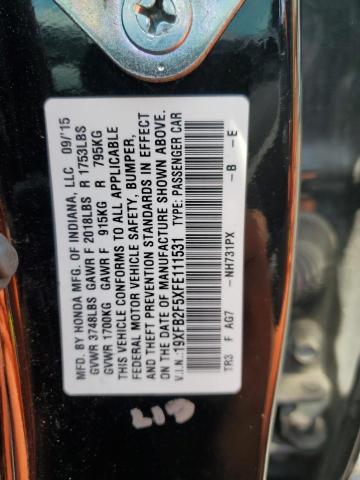 MFD. BY HONDA MFG. OF INDIANA, LLC 09/'15
GVWR 3748LBS GAWR F 2018LBS R 1753LBS
GVWR 1700KG GAWR F 915KG R 795KG
THIS VEHICLE CONFORMS TO ALL APPLICABLE
FEDERAL MOTOR VEHICLE SAFETY, BUMPER,
AND THEFT PREVENTION STANDARDS IN EFFECT
ON THE DATE OF MANUFACTURE SHOWN ABOVE.
V.I.N.:19XFB2F5XFE111531 TYPE: PASSENGER CAR
TR3 F AG7 -NH731PX -B -E